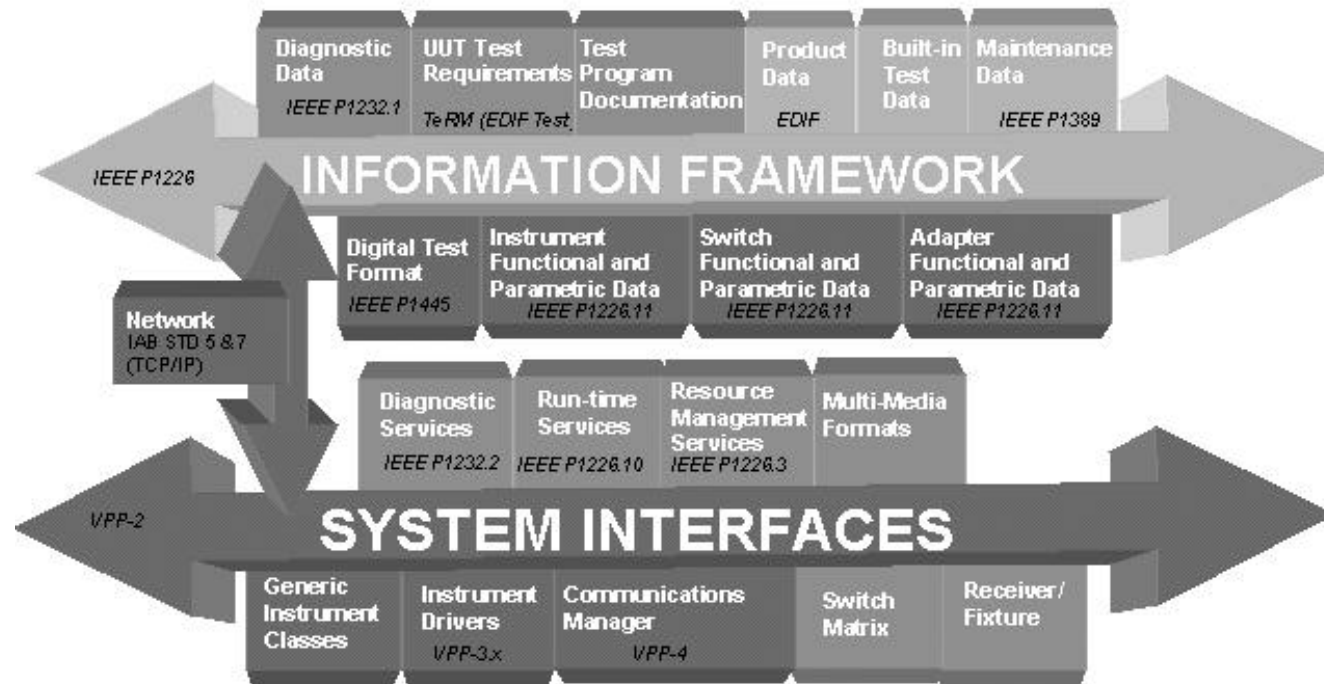 Diagnostic
Data
IEEE P1232.1
UUT Test
Requirements
TeRM (EDIF Test)
Test
Program
Documentation
Product
Data
EDIF
Built-in
Test
Data
Maintenance
Data
IEEE P1389
IEEE P1226
INFORMATION FRAMEWORK
Digital Test
Format
IEEE P1445
Instrument
Functional and
Parametric Data
IEEE P1226.11
Switch
Functional and
Parametric Data
IEEE P1226.11
Adapter
Functional and
Parametric Data
IEEE P1226.11
Network
IAB STD 5 & 7
(TCP/IP)
Diagnostic
Services
IEEE P1232.2
Run-time
Services
IEEE P1226.10
Resource
Management
Services
IEEE P1226.3
Multi-Media
Formats
VPP-2
SYSTEM INTERFACES
Generic
Instrument
Classes
Instrument
Drivers
VPP-3.x
Communications
Manager
VPP-4
Switch
Matrix
Receiver/
Fixture